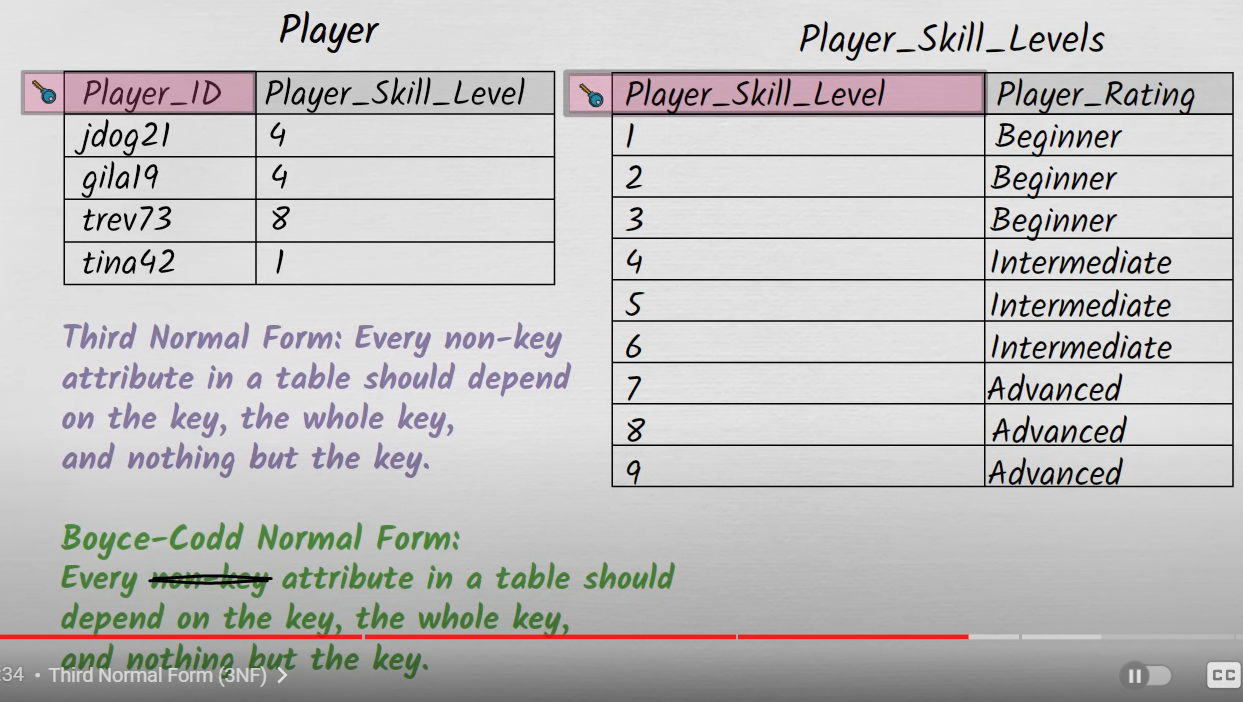 Player
Player_ID Player_Skill_Level
jdog21 4
gila19 4
trev73 8
tina42 1
Player_Skill_Levels
Player_Skill_Level Player_Rating
1 Beginner
2 Beginner
3 Beginner
4 Intermediate
5 Intermediate
6 Intermediate
7 Advanced
8 Advanced
9 Advanced
Third Normal Form: Every non-key
attribute in a table should depend
on the key, the whole key,
and nothing but the key.
Boyce-Codd Normal Form:
Every non-key attribute in a table should
depend on the key, the whole key,
and nothing but the key.
:34 • Third Normal Form (3NF)
CC